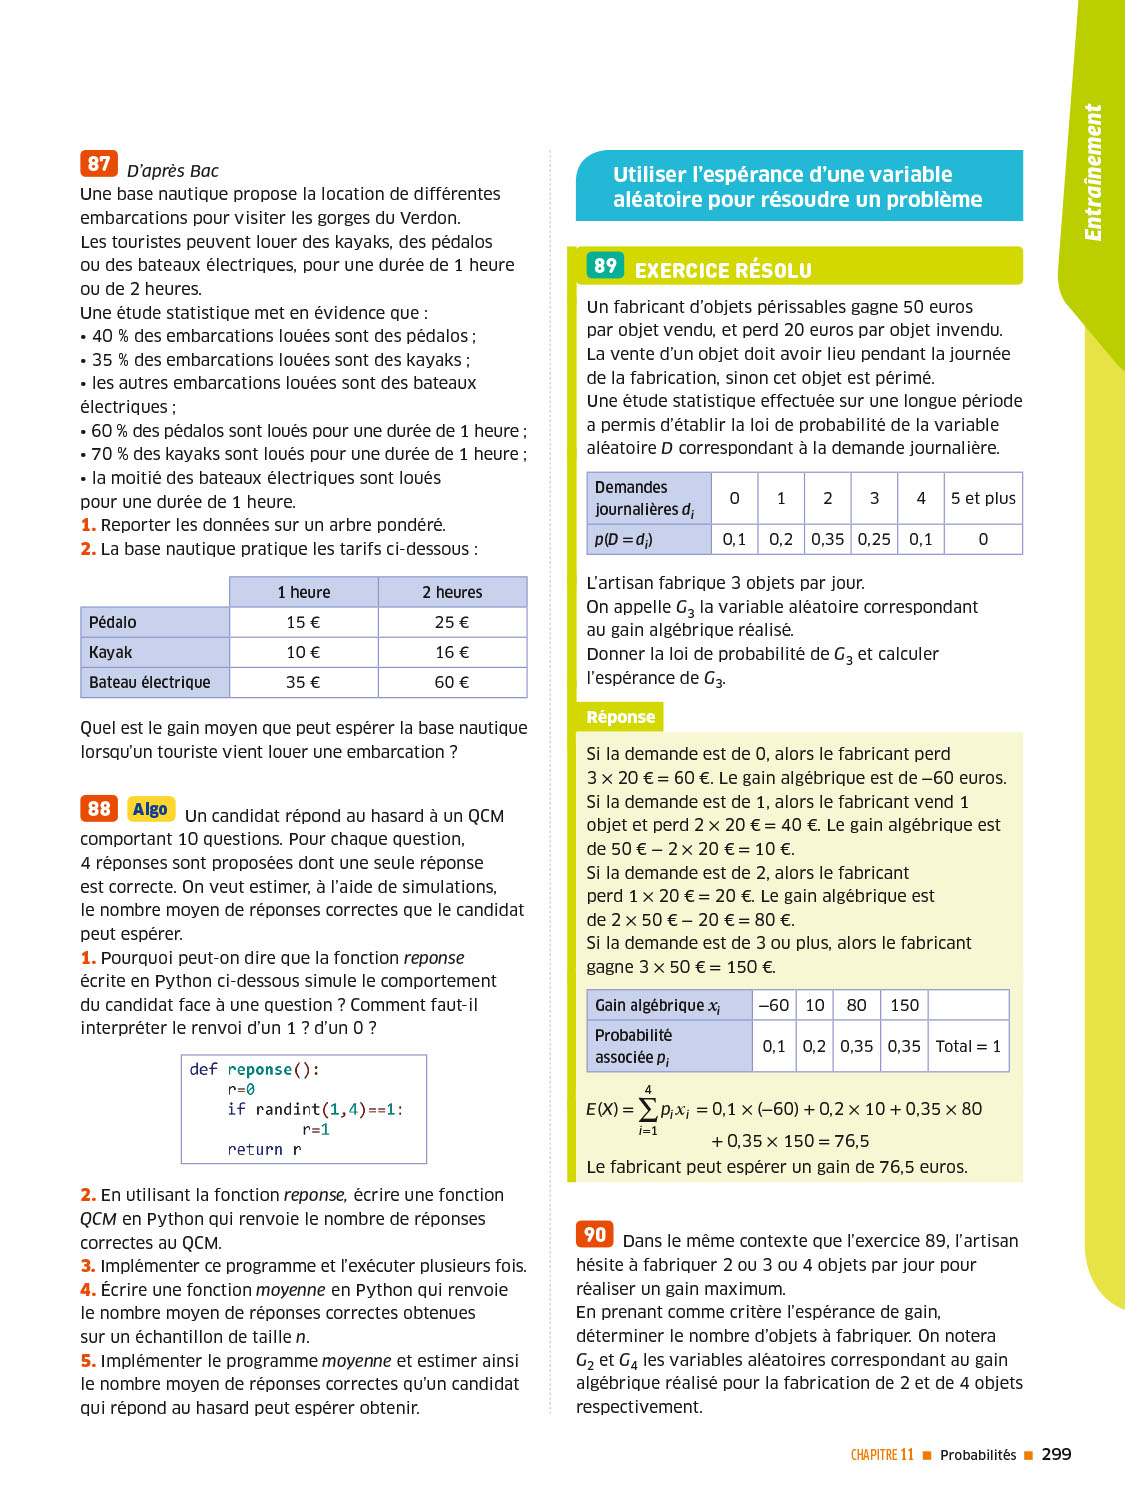 Entraînement
87 D'après Bac
Une base nautique propose la location de différentes
embarcations pour visiter les gorges du Verdon.
Les touristes peuvent louer des kayaks, des pédalos
ou des bateaux électriques, pour une durée de 1 heure
ou de 2 heures.
Une étude statistique met en évidence que :
• 40 % des embarcations louées sont des pédalos ;
• 35 % des embarcations louées sont des kayaks ;
• les autres embarcations louées sont des bateaux
électriques ;
• 60 % des pédalos sont loués pour une durée de 1 heure ;
• 70 % des kayaks sont loués pour une durée de 1 heure ;
• la moitié des bateaux électriques sont loués
pour une durée de 1 heure.
1. Reporter les données sur un arbre pondéré.
2. La base nautique pratique les tarifs ci-dessous :
1 heure 2 heures
Pédalo 15 € 25 €
Kayak 10 € 16 €
Bateau électrique 35 € 60 €
Quel est le gain moyen que peut espérer la base nautique
lorsqu'un touriste vient louer une embarcation ?
88 Algo Un candidat répond au hasard à un QCM
comportant 10 questions. Pour chaque question,
4 réponses sont proposées dont une seule réponse
est correcte. On veut estimer, à l'aide de simulations,
le nombre moyen de réponses correctes que le candidat
peut espérer.
1. Pourquoi peut-on dire que la fonction reponse
écrite en Python ci-dessous simule le comportement
du candidat face à une question ? Comment faut-il
interpréter le renvoi d'un 1 ? d'un 0 ?
def reponse():
r=0
if randint(1,4)==1:
r=1
return r
2. En utilisant la fonction reponse, écrire une fonction
QCM en Python qui renvoie le nombre de réponses
correctes au QCM.
3. Implémenter ce programme et l'exécuter plusieurs fois.
4. Écrire une fonction moyenne en Python qui renvoie
le nombre moyen de réponses correctes obtenues
sur un échantillon de taille n.
5. Implémenter le programme moyenne et estimer ainsi
le nombre moyen de réponses correctes qu'un candidat
qui répond au hasard peut espérer obtenir.
Utiliser l'espérance d'une variable
aléatoire pour résoudre un problème
89 EXERCICE RÉSOLU
Un fabricant d'objets périssables gagne 50 euros
par objet vendu, et perd 20 euros par objet invendu.
La vente d'un objet doit avoir lieu pendant la journée
de la fabrication, sinon cet objet est périmé.
Une étude statistique effectuée sur une longue période
a permis d'établir la loi de probabilité de la variable
aléatoire D correspondant à la demande journalière.
Demandes
journalières dᵢ 0 1 2 3 4 5 et plus
p(D = dᵢ) 0,1 0,2 0,35 0,25 0,1 0
L'artisan fabrique 3 objets par jour.
On appelle G₃ la variable aléatoire correspondant
au gain algébrique réalisé.
Donner la loi de probabilité de G₃ et calculer
l'espérance de G₃.
Réponse
Si la demande est de 0, alors le fabricant perd
3 × 20 € = 60 €. Le gain algébrique est de –60 euros.
Si la demande est de 1, alors le fabricant vend 1
objet et perd 2 × 20 € = 40 €. Le gain algébrique est
de 50 € – 2 × 20 € = 10 €.
Si la demande est de 2, alors le fabricant
perd 1 × 20 € = 20 €. Le gain algébrique est
de 2 × 50 € – 20 € = 80 €.
Si la demande est de 3 ou plus, alors le fabricant
gagne 3 × 50 € = 150 €.
Gain algébrique xᵢ –60 10 80 150
Probabilité
associée pᵢ 0,1 0,2 0,35 0,35 Total = 1
4
E(X) = ∑ pᵢxᵢ = 0,1 × (–60) + 0,2 × 10 + 0,35 × 80
i=1
+ 0,35 × 150 = 76,5
Le fabricant peut espérer un gain de 76,5 euros.
90 Dans le même contexte que l'exercice 89, l'artisan
hésite à fabriquer 2 ou 3 ou 4 objets par jour pour
réaliser un gain maximum.
En prenant comme critère l'espérance de gain,
déterminer le nombre d'objets à fabriquer. On notera
G₂ et G₄ les variables aléatoires correspondant au gain
algébrique réalisé pour la fabrication de 2 et de 4 objets
respectivement.
CHAPITRE 11 ■ Probabilités ■ 299